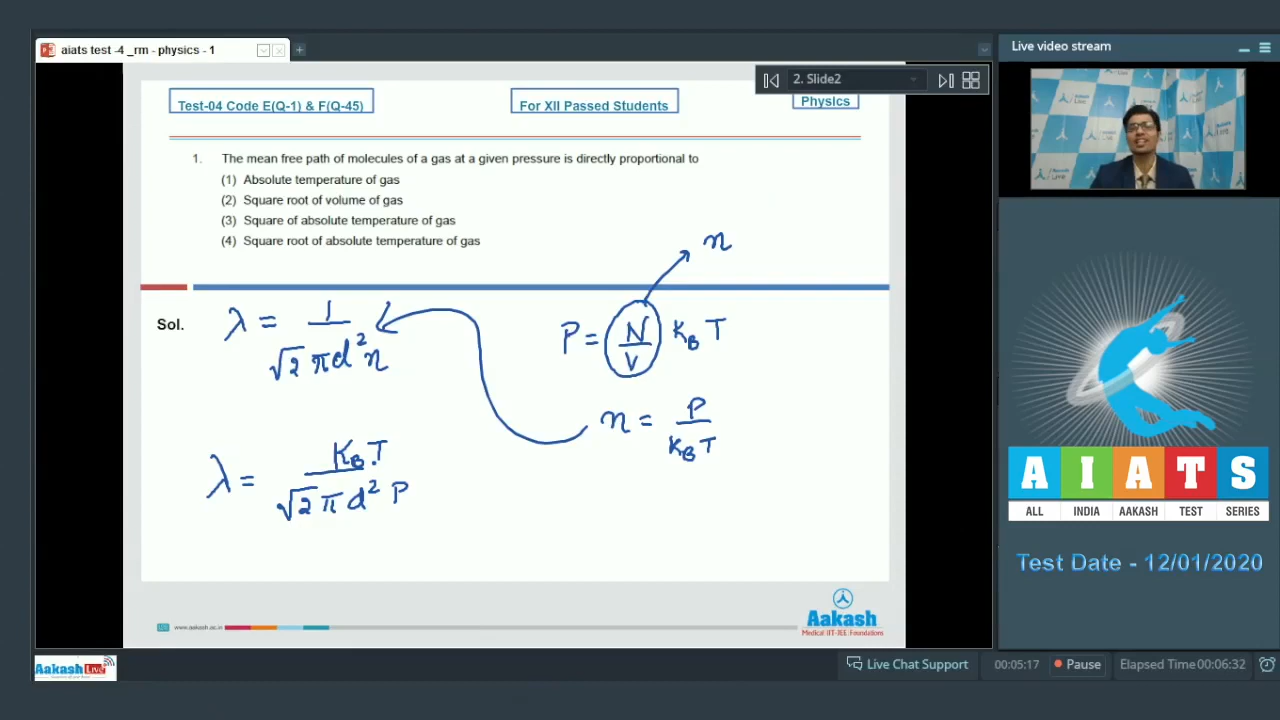 aiats test -4 _rm - physics - 1
Live video stream
2. Slide2
Test-04 Code E(Q-1) & F(Q-45)
For XII Passed Students
Physics
1. The mean free path of molecules of a gas at a given pressure is directly proportional to
(1) Absolute temperature of gas
(2) Square root of volume of gas
(3) Square of absolute temperature of gas
(4) Square root of absolute temperature of gas
n
Sol.
λ = 1 / √2 πd² n
P = N/V K_B T
n = P / K_B T
λ = K_B T / √2 π d² P
A I A T S
ALL INDIA AAKASH TEST SERIES
Test Date - 12/01/2020
www.aakash.ac.in
Aakash
Medical|IIT-JEE|Foundations
Aakash Live
Live Chat Support
00:05:17
Pause
Elapsed Time 00:06:32